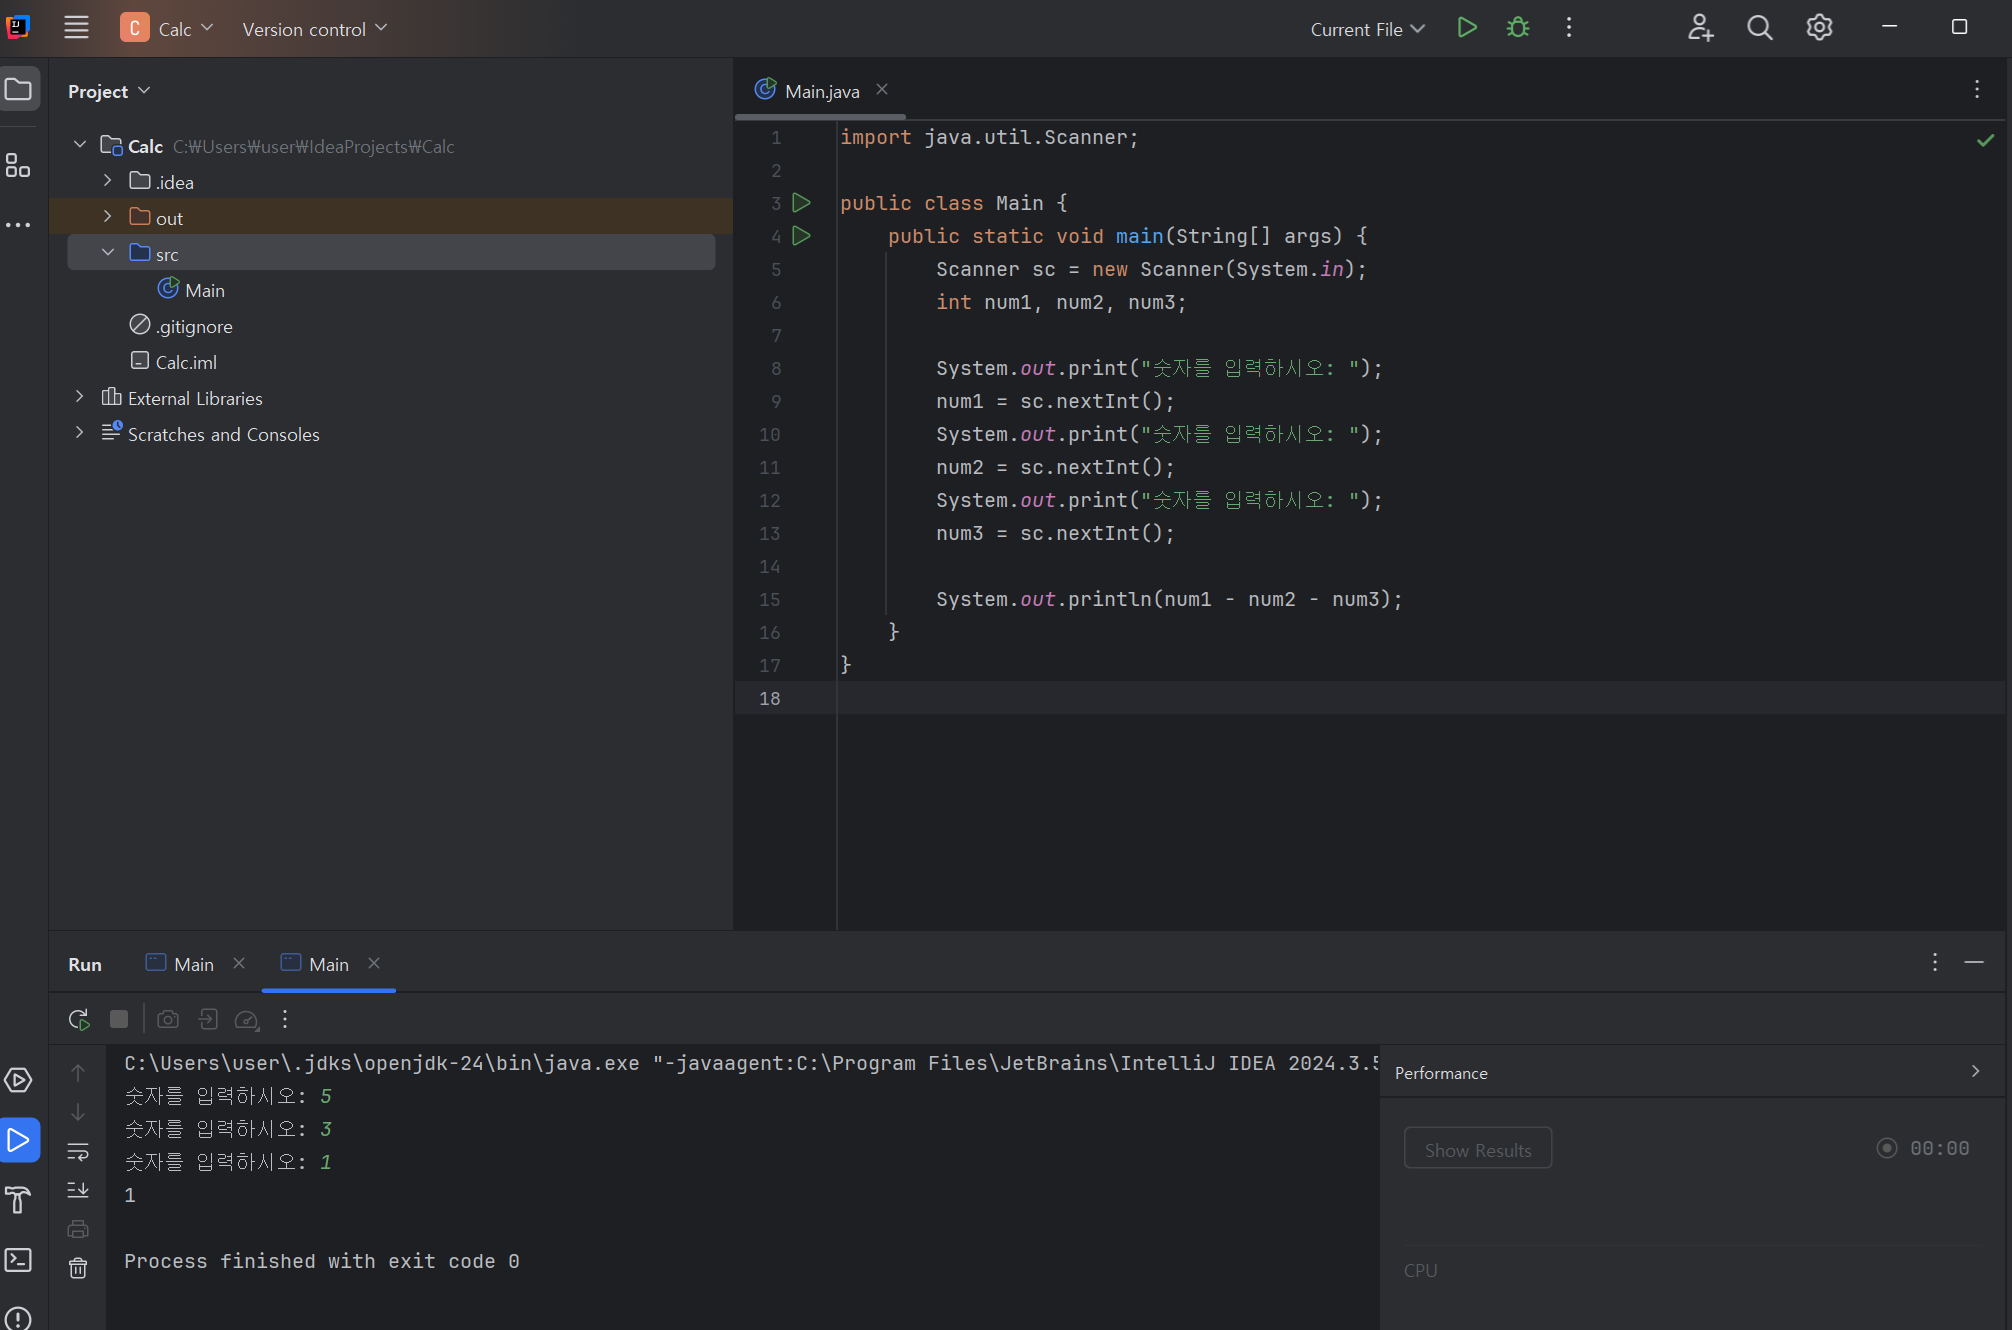 C Calc Version control Current File
Project
Main.java
Calc C:₩Users₩user₩IdeaProjects₩Calc
.idea
out
src
Main
.gitignore
Calc.iml
External Libraries
Scratches and Consoles
1 import java.util.Scanner;
2
3 public class Main {
4 public static void main(String[] args) {
5 Scanner sc = new Scanner(System.in);
6 int num1, num2, num3;
7
8 System.out.print("숫자를 입력하시오: ");
9 num1 = sc.nextInt();
10 System.out.print("숫자를 입력하시오: ");
11 num2 = sc.nextInt();
12 System.out.print("숫자를 입력하시오: ");
13 num3 = sc.nextInt();
14
15 System.out.println(num1 - num2 - num3);
16 }
17 }
18
Run Main Main
C:\Users\user\.jdks\openjdk-24\bin\java.exe "-javaagent:C:\Program Files\JetBrains\IntelliJ IDEA 2024.3.5
숫자를 입력하시오: 5
숫자를 입력하시오: 3
숫자를 입력하시오: 1
1
Process finished with exit code 0
Performance
Show Results 00:00
CPU